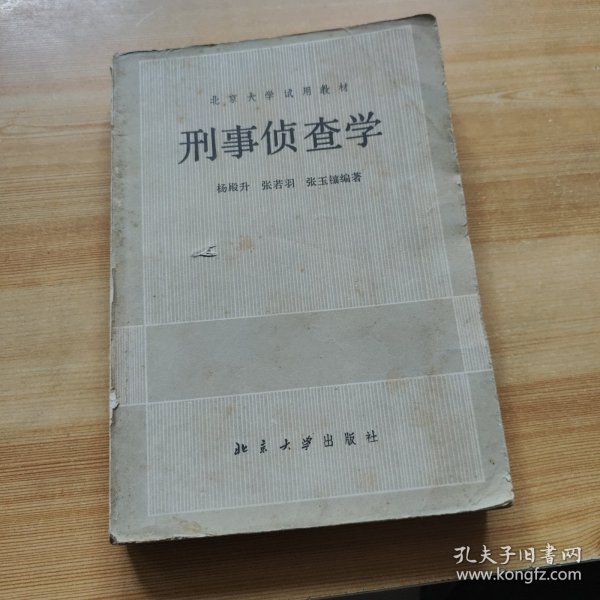 北京大学试用教材
刑事侦查学
杨殿升 张若羽 张玉镶编著
北京大学出版社
孔夫子旧书网
www.kongfz.com